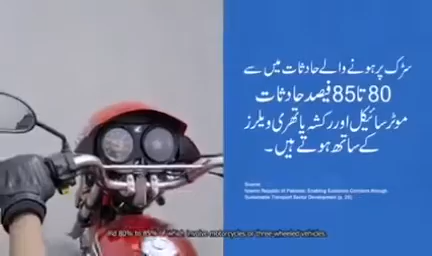 سڑک پر ہونے والے حادثات میں سے
80 تا 85 فیصد حادثات
موٹر سائیکل اور رکشہ یا تھری ویلرز
کے ساتھ ہوتے ہیں ۔
Source:
Islamic Republic of Pakistan: Enabling Economic Corridors through
Sustainable Transport Sector Development (p. 20)
And 80% to 85% of which involve motorcycles or three-wheeled vehicles.